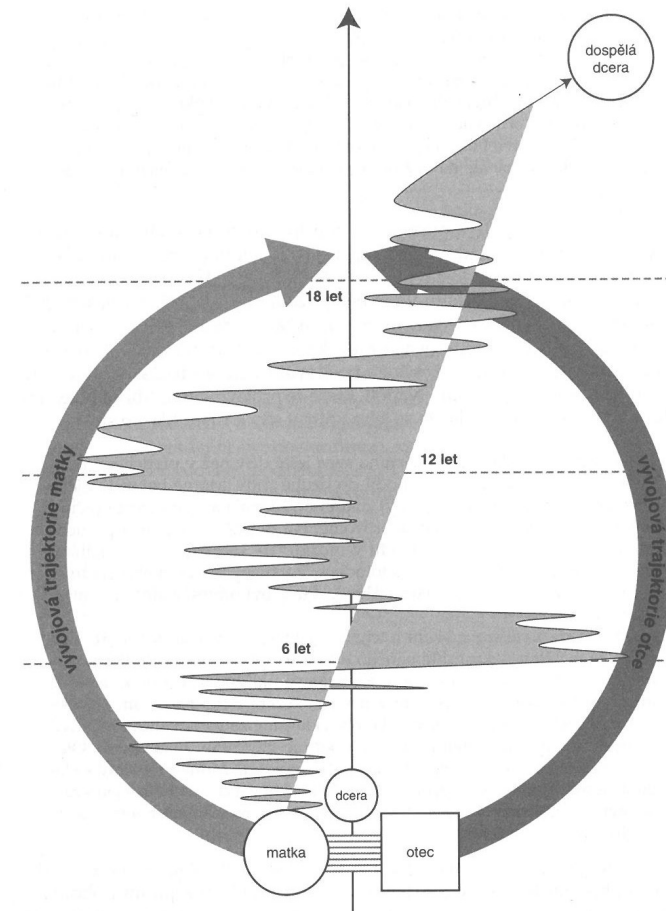 dospělá
dcera
18 let
12 let
vývojová trajektorie matky
vývojová trajektorie otce
6 let
dcera
matka
otec